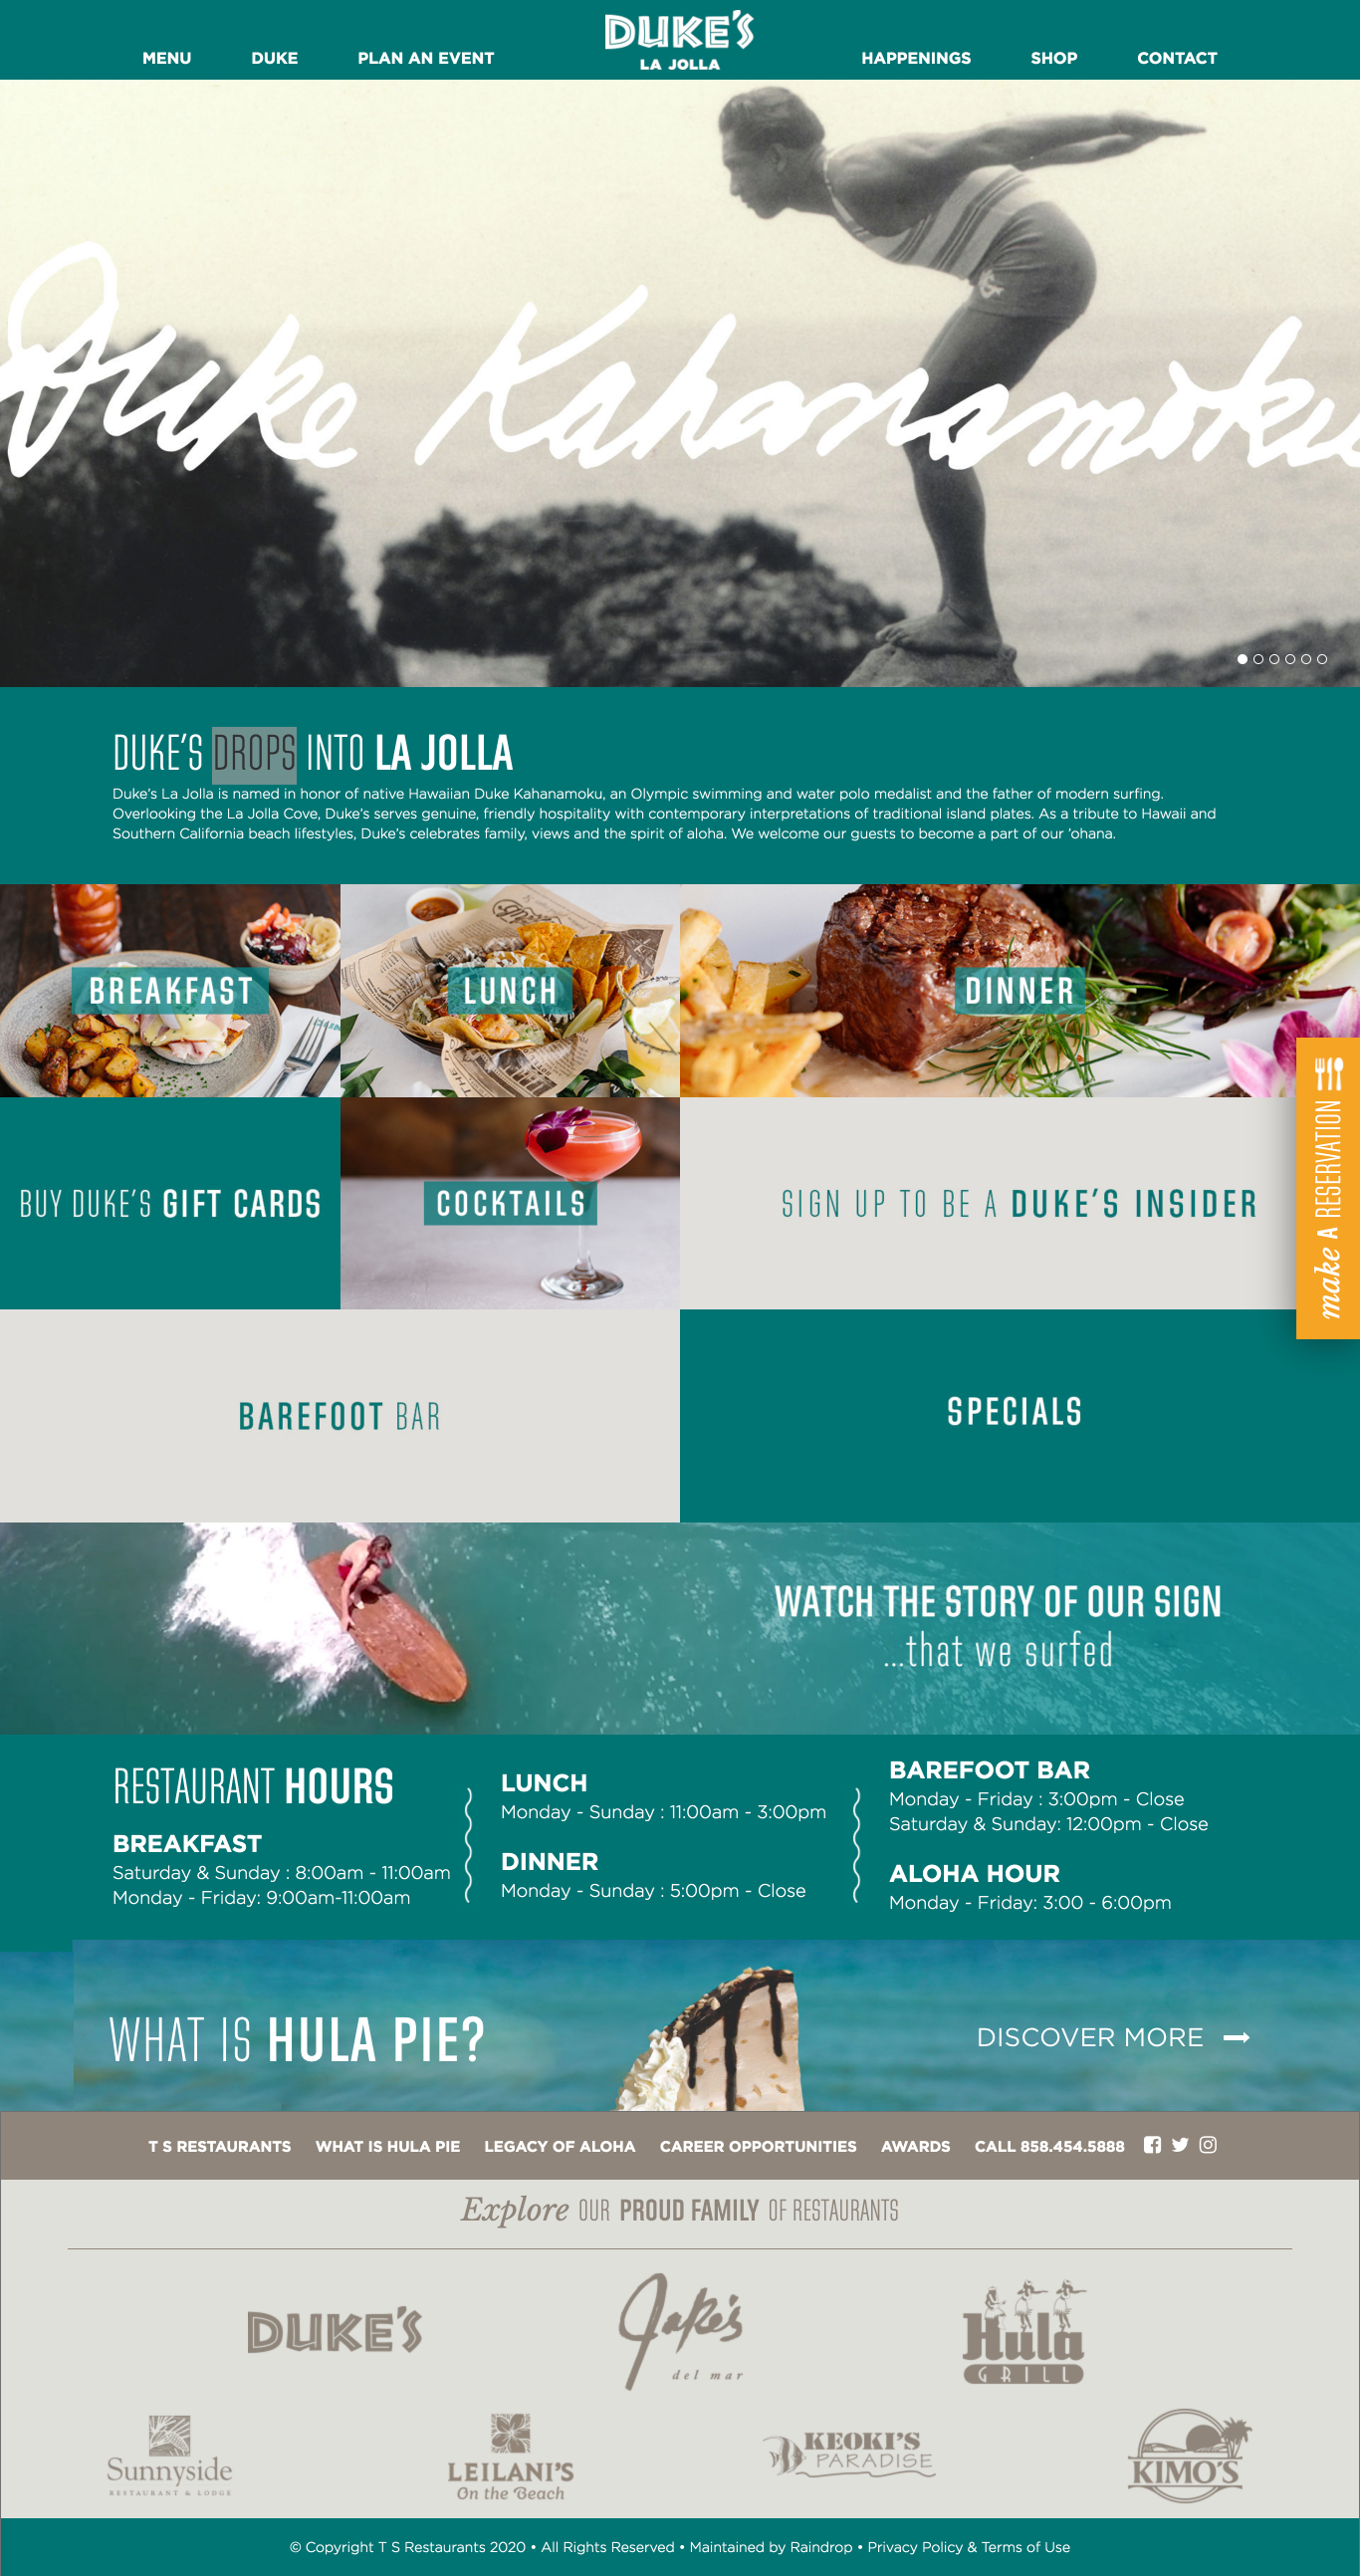 MENU DUKE PLAN AN EVENT DUKE'S LA JOLLA HAPPENINGS SHOP CONTACT
Duke Kahanamoku
DUKE'S DROPS INTO LA JOLLA
Duke's La Jolla is named in honor of native Hawaiian Duke Kahanamoku, an Olympic swimming and water polo medalist and the father of modern surfing.
Overlooking the La Jolla Cove, Duke's serves genuine, friendly hospitality with contemporary interpretations of traditional island plates. As a tribute to Hawaii and
Southern California beach lifestyles, Duke's celebrates family, views and the spirit of aloha. We welcome our guests to become a part of our 'ohana.
BREAKFAST
LUNCH
DINNER
make A RESERVATION
BUY DUKE'S GIFT CARDS
COCKTAILS
SIGN UP TO BE A DUKE'S INSIDER
BAREFOOT BAR
SPECIALS
WATCH THE STORY OF OUR SIGN
...that we surfed
RESTAURANT HOURS
BREAKFAST
Saturday & Sunday : 8:00am - 11:00am
Monday - Friday: 9:00am-11:00am
LUNCH
Monday - Sunday : 11:00am - 3:00pm
DINNER
Monday - Sunday : 5:00pm - Close
BAREFOOT BAR
Monday - Friday : 3:00pm - Close
Saturday & Sunday: 12:00pm - Close
ALOHA HOUR
Monday - Friday: 3:00 - 6:00pm
WHAT IS HULA PIE?
DISCOVER MORE
T S RESTAURANTS WHAT IS HULA PIE LEGACY OF ALOHA CAREER OPPORTUNITIES AWARDS CALL 858.454.5888
Explore OUR PROUD FAMILY OF RESTAURANTS
DUKE'S
Jake's
del mar
Hula
GRILL
Sunnyside
RESTAURANT & LODGE
LEILANI'S
On the Beach
KEOKI'S
PARADISE
KIMO'S
© Copyright T S Restaurants 2020 • All Rights Reserved • Maintained by Raindrop • Privacy Policy & Terms of Use